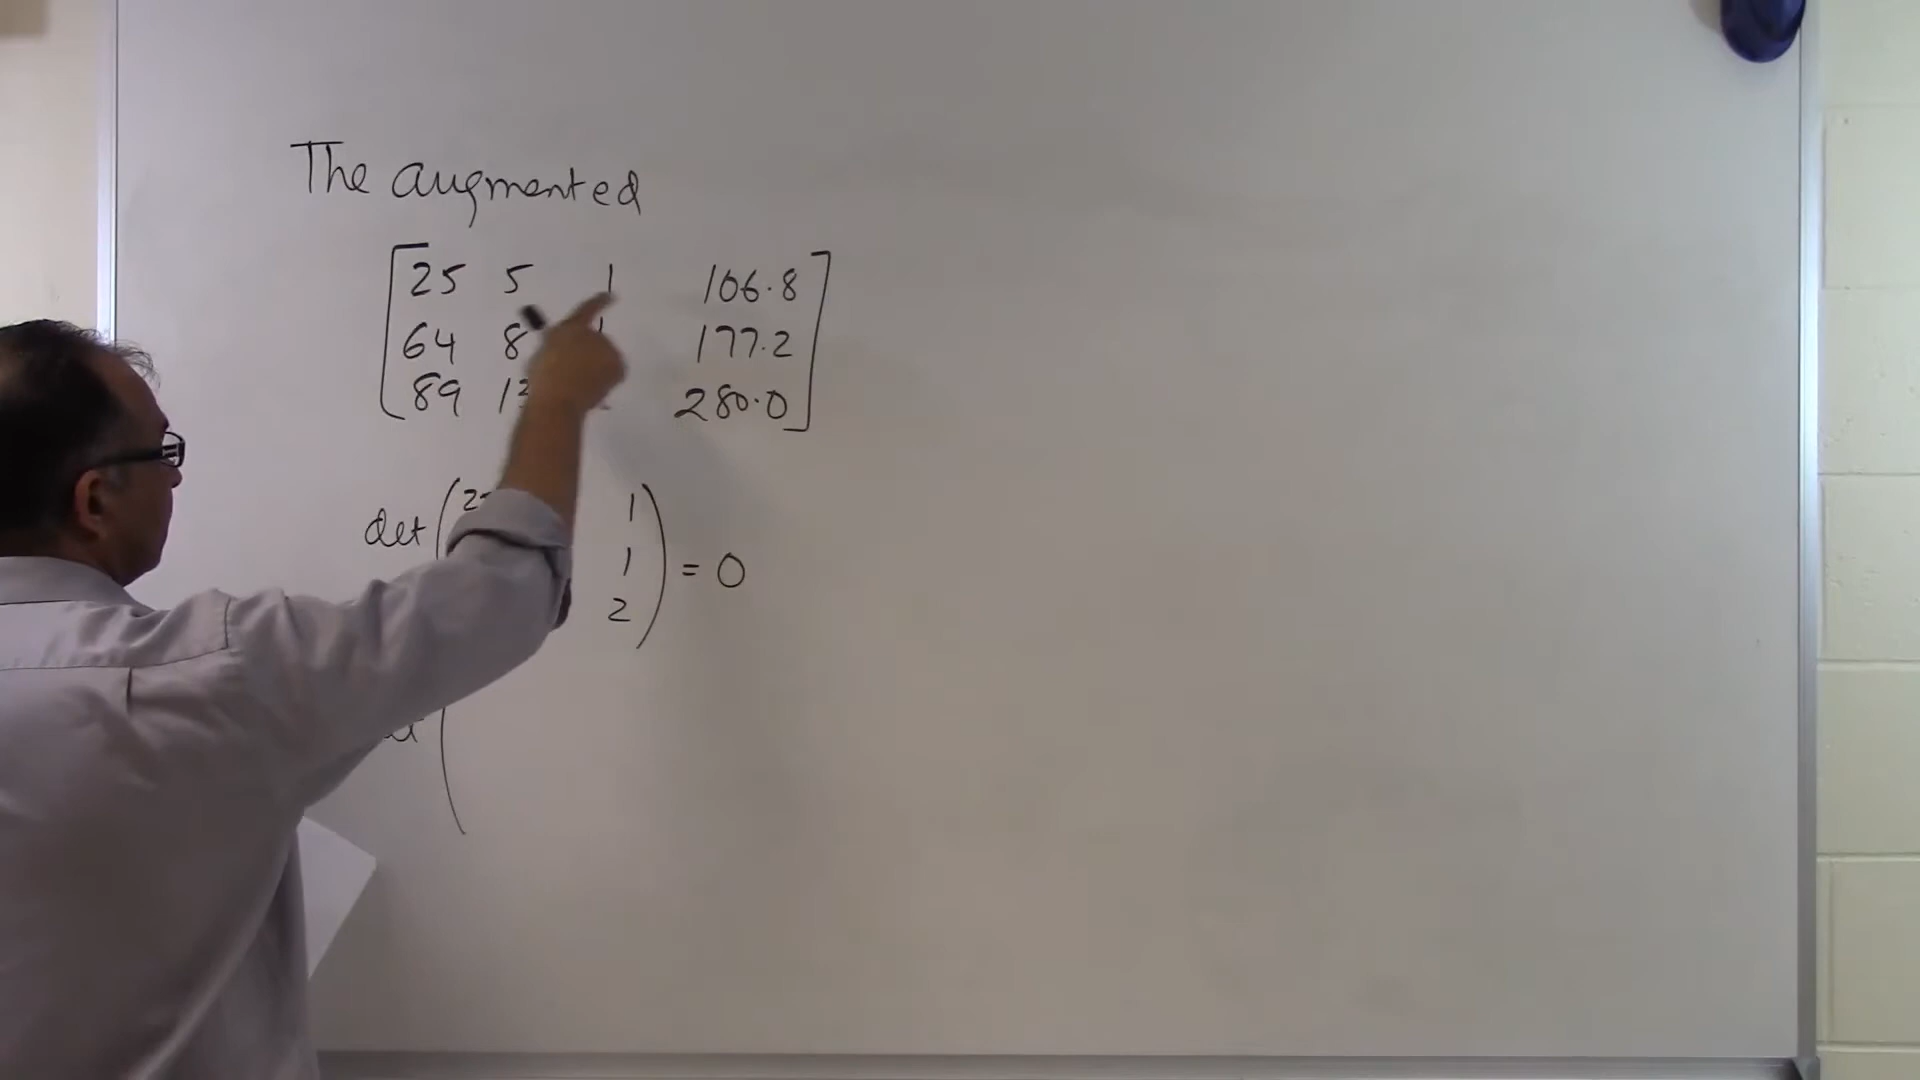 The augmented
25 5 1 106.8
64 8 1 177.2
89 13 280.0
det ( 1
1 ) = 0
2
(